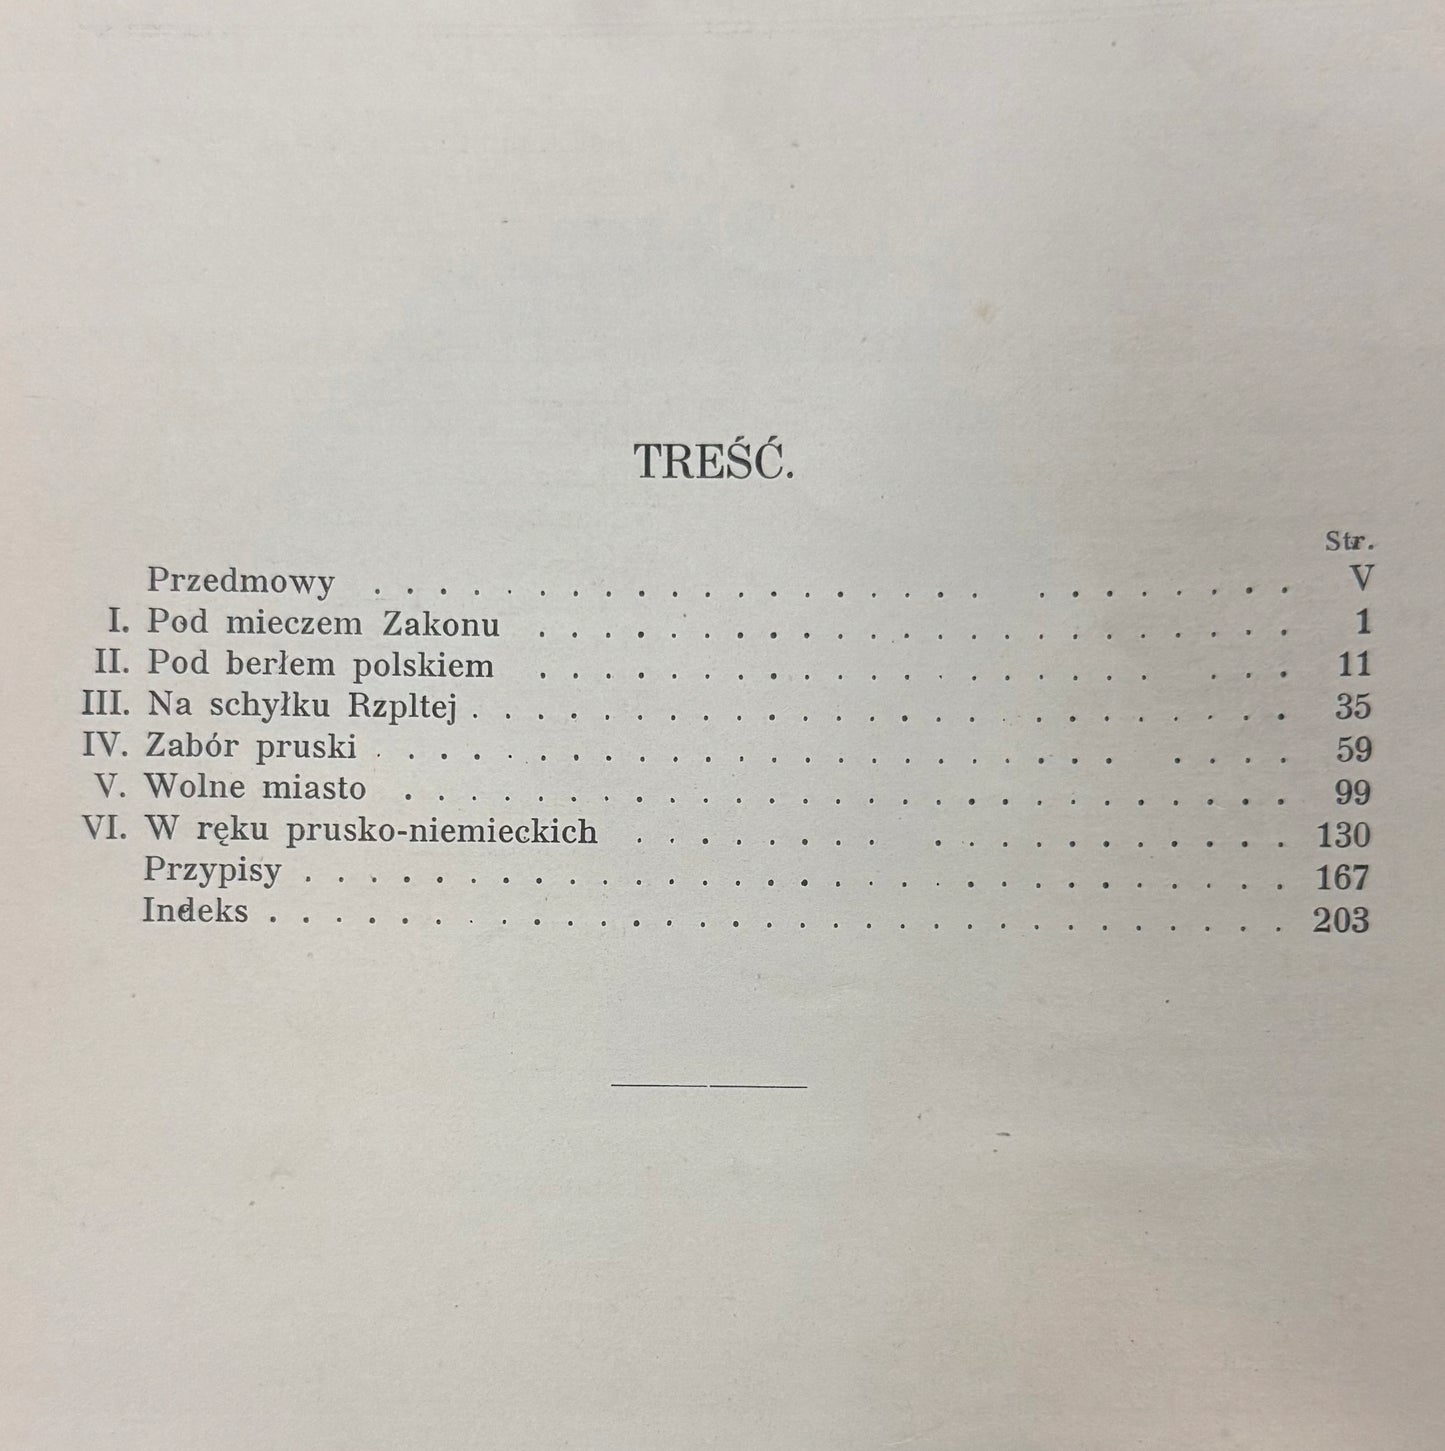 TREŚĆ.
Str.
Przedmowy . . . . . . . . . . . . . . . . . . . . . . . . . . . V
I. Pod mieczem Zakonu . . . . . . . . . . . . . . . . . . . . . . . 1
II. Pod berłem polskiem . . . . . . . . . . . . . . . . . . . . . . 11
III. Na schyłku Rzpltej . . . . . . . . . . . . . . . . . . . . . . . . . 35
IV. Zabór pruski . . . . . . . . . . . . . . . . . . . . . . . . . . . 59
V. Wolne miasto . . . . . . . . . . . . . . . . . . . . . . . . . . . 99
VI. W ręku prusko-niemieckich . . . . . . . . . . . . . . . . . . . 130
Przypisy . . . . . . . . . . . . . . . . . . . . . . . . . . . . . . 167
Indeks . . . . . . . . . . . . . . . . . . . . . . . . . . . . . . . 203